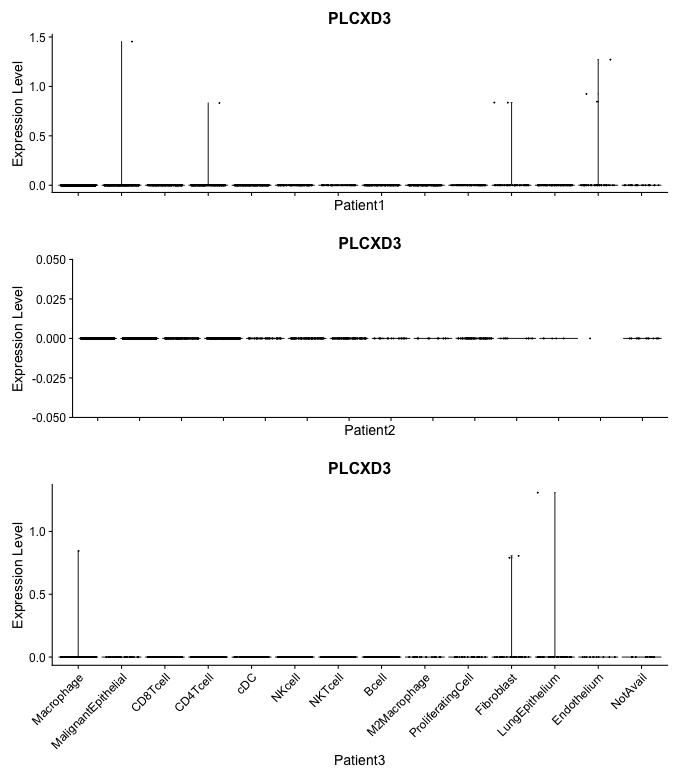 PLCXD3
Expression Level
1.5
1.0
0.5
0.0
Patient1
PLCXD3
Expression Level
0.050
0.025
0.000
-0.025
-0.050
Patient2
PLCXD3
Expression Level
1.0
0.5
0.0
Macrophage
MalignantEpithelial
CD8Tcell
CD4Tcell
cDC
NKcell
NKTcell
Bcell
M2Macrophage
ProliferatingCell
Fibroblast
LungEpithelium
Endothelium
NotAvail
Patient3